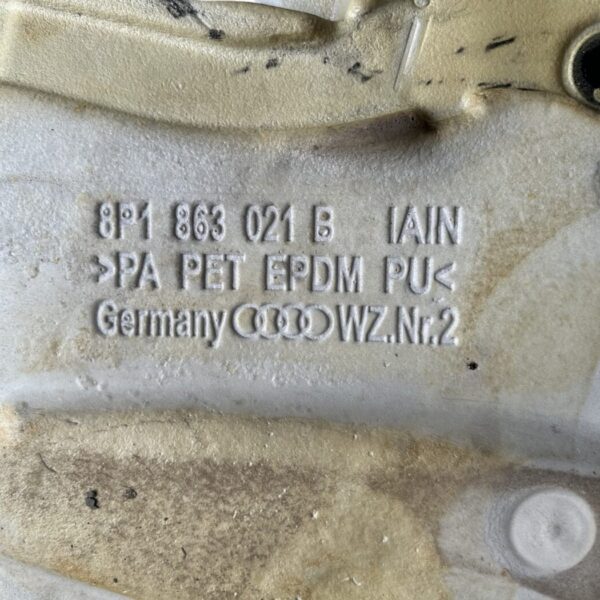 8P1 863 021 B IAIN
>PA PET EPDM PU<
Germany WZ.Nr.2